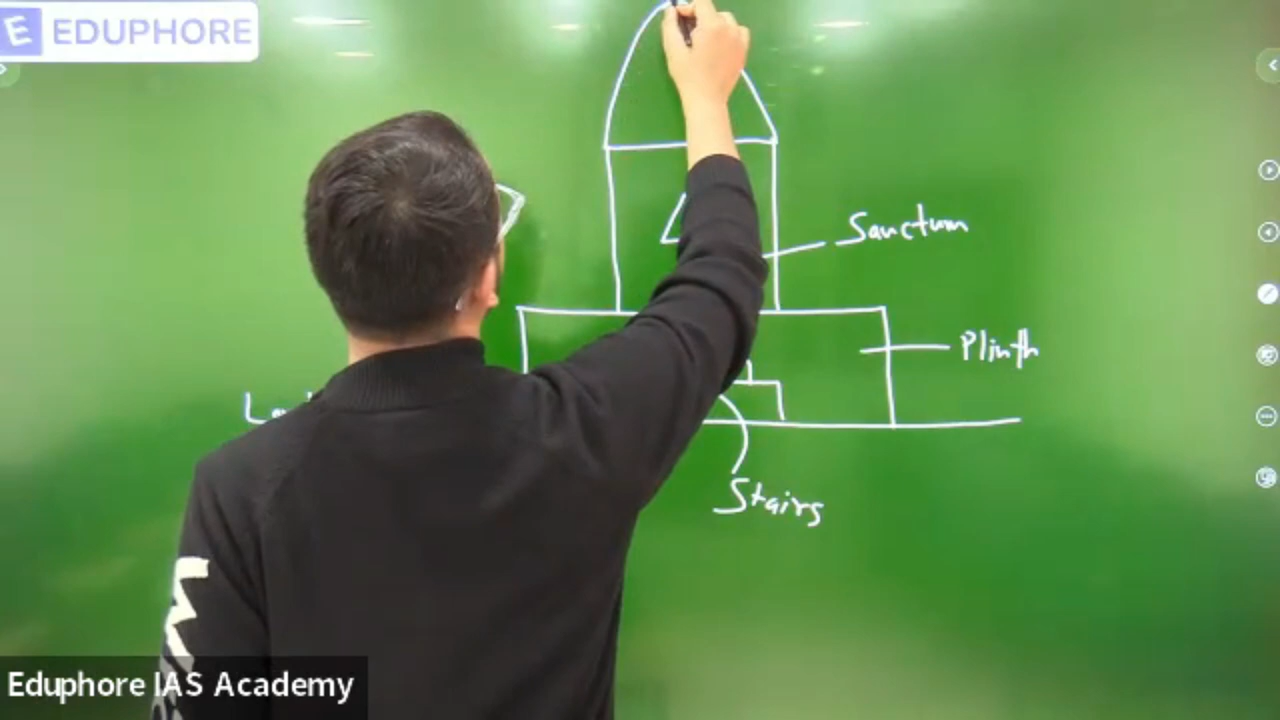 E EDUPHORE
Sanctum
Plinth
Stairs
Eduphore IAS Academy